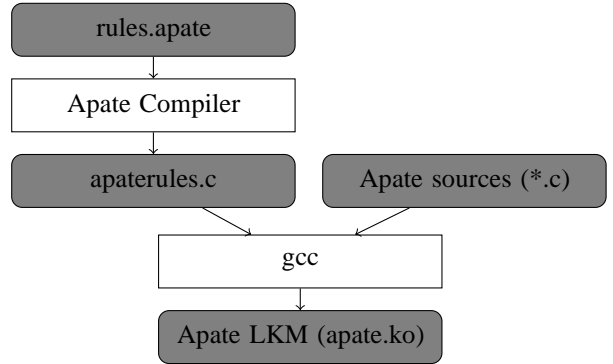 rules.apate
Apate Compiler
apaterules.c
Apate sources (*.c)
gcc
Apate LKM (apate.ko)